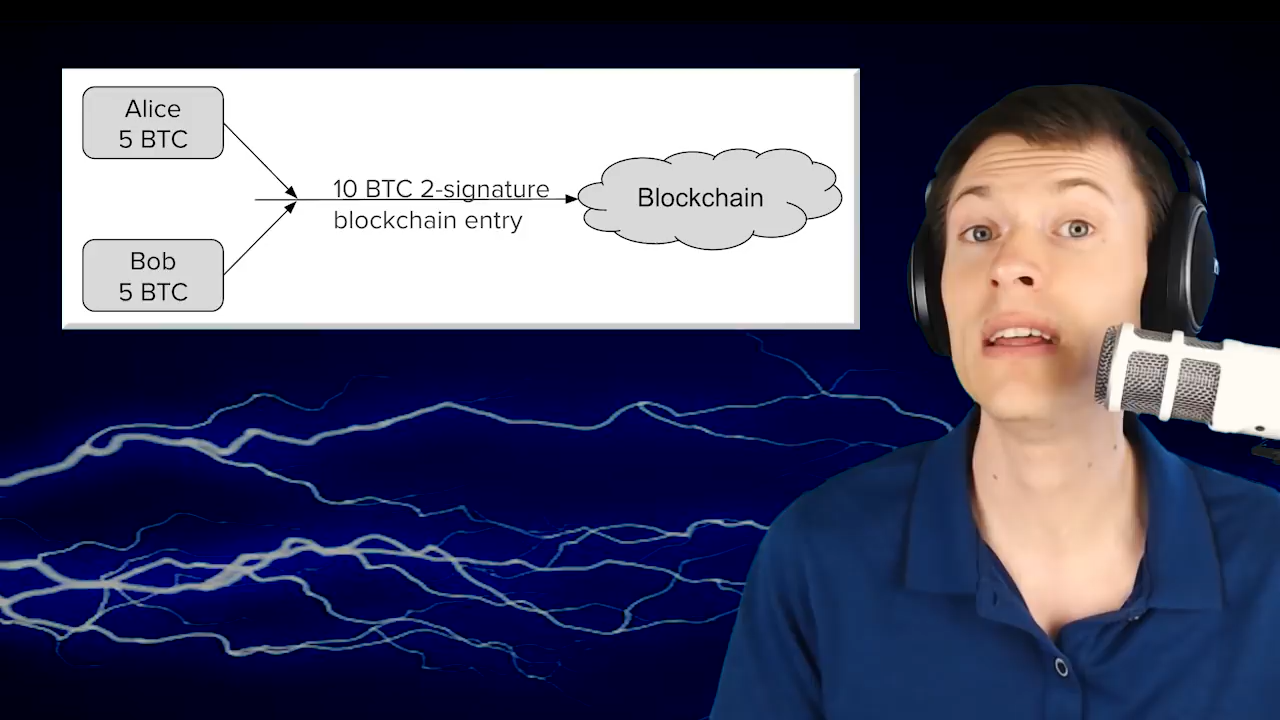 Alice
5 BTC
10 BTC 2-signature
blockchain entry
Blockchain
Bob
5 BTC